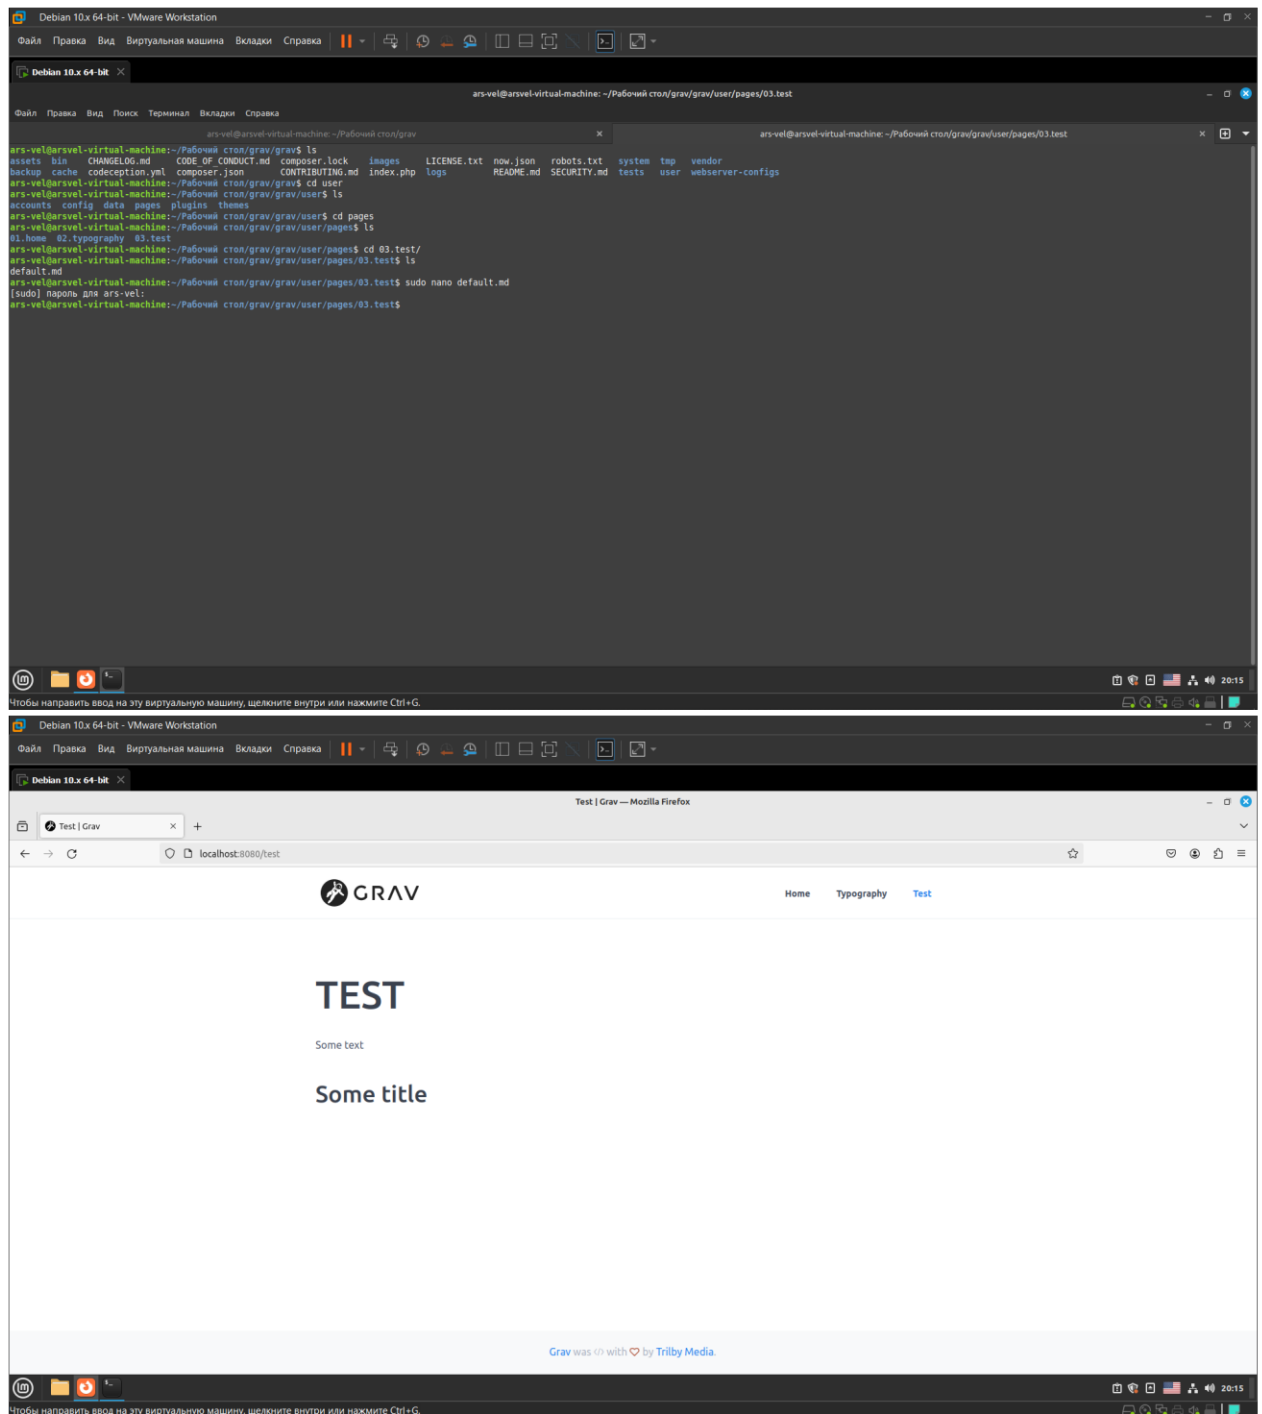 Debian 10.x 64-bit - VMware Workstation
Файл Правка Вид Виртуальная машина Вкладки Справка
Debian 10.x 64-bit
ars-vel@arsvel-virtual-machine: ~/Рабочий стол/grav/grav/user/pages/03.test
Файл Правка Вид Поиск Терминал Вкладки Справка
ars-vel@arsvel-virtual-machine: ~/Рабочий стол/grav
ars-vel@arsvel-virtual-machine: ~/Рабочий стол/grav/grav/user/pages/03.test
ars-vel@arsvel-virtual-machine:~/Рабочий стол/grav/grav$ ls
assets bin CHANGELOG.md CODE_OF_CONDUCT.md composer.lock images LICENSE.txt now.json robots.txt system tmp vendor
backup cache codeception.yml composer.json CONTRIBUTING.md index.php logs README.md SECURITY.md tests user webserver-configs
ars-vel@arsvel-virtual-machine:~/Рабочий стол/grav/grav$ cd user
ars-vel@arsvel-virtual-machine:~/Рабочий стол/grav/grav/user$ ls
accounts config data pages plugins themes
ars-vel@arsvel-virtual-machine:~/Рабочий стол/grav/grav/user$ cd pages
ars-vel@arsvel-virtual-machine:~/Рабочий стол/grav/grav/user/pages$ ls
01.home 02.typography 03.test
ars-vel@arsvel-virtual-machine:~/Рабочий стол/grav/grav/user/pages$ cd 03.test/
ars-vel@arsvel-virtual-machine:~/Рабочий стол/grav/grav/user/pages/03.test$ ls
default.md
ars-vel@arsvel-virtual-machine:~/Рабочий стол/grav/grav/user/pages/03.test$ sudo nano default.md
[sudo] пароль для ars-vel:
ars-vel@arsvel-virtual-machine:~/Рабочий стол/grav/grav/user/pages/03.test$
20:15
Чтобы направить ввод на эту виртуальную машину, щелкните внутри или нажмите Ctrl+G.
Debian 10.x 64-bit - VMware Workstation
Файл Правка Вид Виртуальная машина Вкладки Справка
Debian 10.x 64-bit
Test | Grav — Mozilla Firefox
Test | Grav
localhost:8080/test
GRAV
Home Typography Test
TEST
Some text
Some title
Grav was with by Trilby Media.
20:15
Чтобы направить ввод на эту виртуальную машину, щелкните внутри или нажмите Ctrl+G.